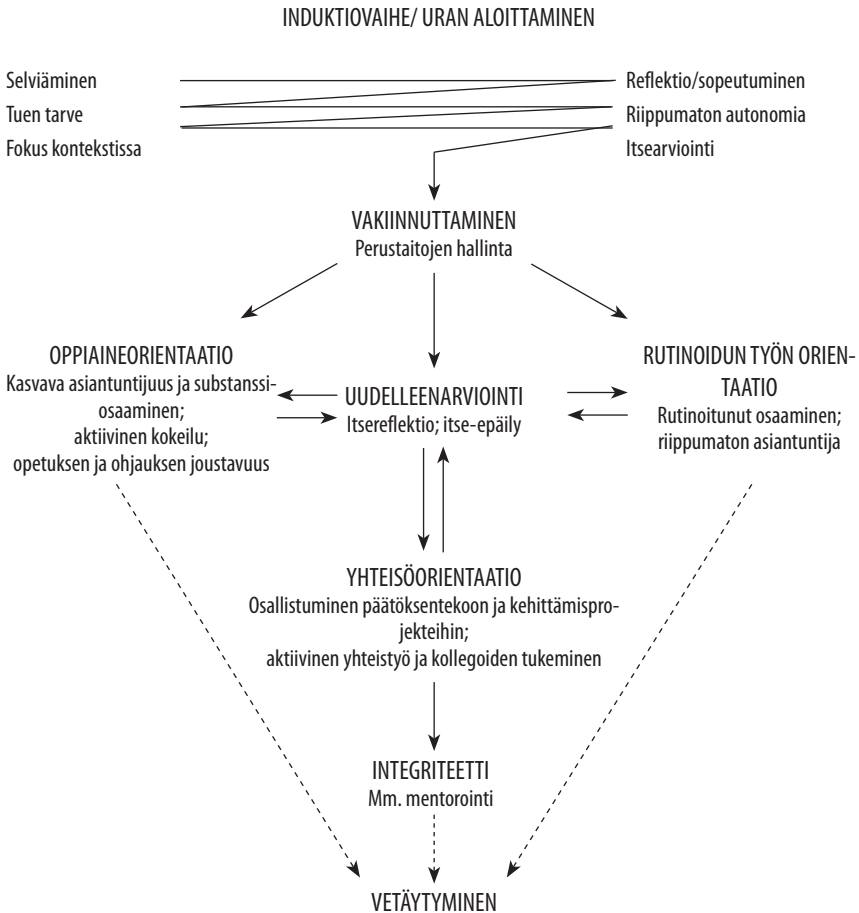 INDUKTIOVAIHE/ URAN ALOITTAMINEN
Selviäminen
Reflektio/sopeutuminen
Tuen tarve
Riippumaton autonomia
Fokus kontekstissa
Itsearviointi
VAKIINNUTTAMINEN
Perustaitojen hallinta
OPPIAINEORIENTAATIO
Kasvava asiantuntijuus ja substanssi-
osaaminen;
aktiivinen kokeilu;
opetuksen ja ohjauksen joustavuus
UUDELLEENARVIOINTI
Itsereflektio; itse-epäily
RUTINOIDUN TYÖN ORIEN-
TAATIO
Rutinoitunut osaaminen;
riippumaton asiantuntija
YHTEISÖORIENTAATIO
Osallistuminen päätöksentekoon ja kehittämispro-
jekteihin;
aktiivinen yhteistyö ja kollegoiden tukeminen
INTEGRITEETTI
Mm. mentorointi
VETÄYTYMINEN